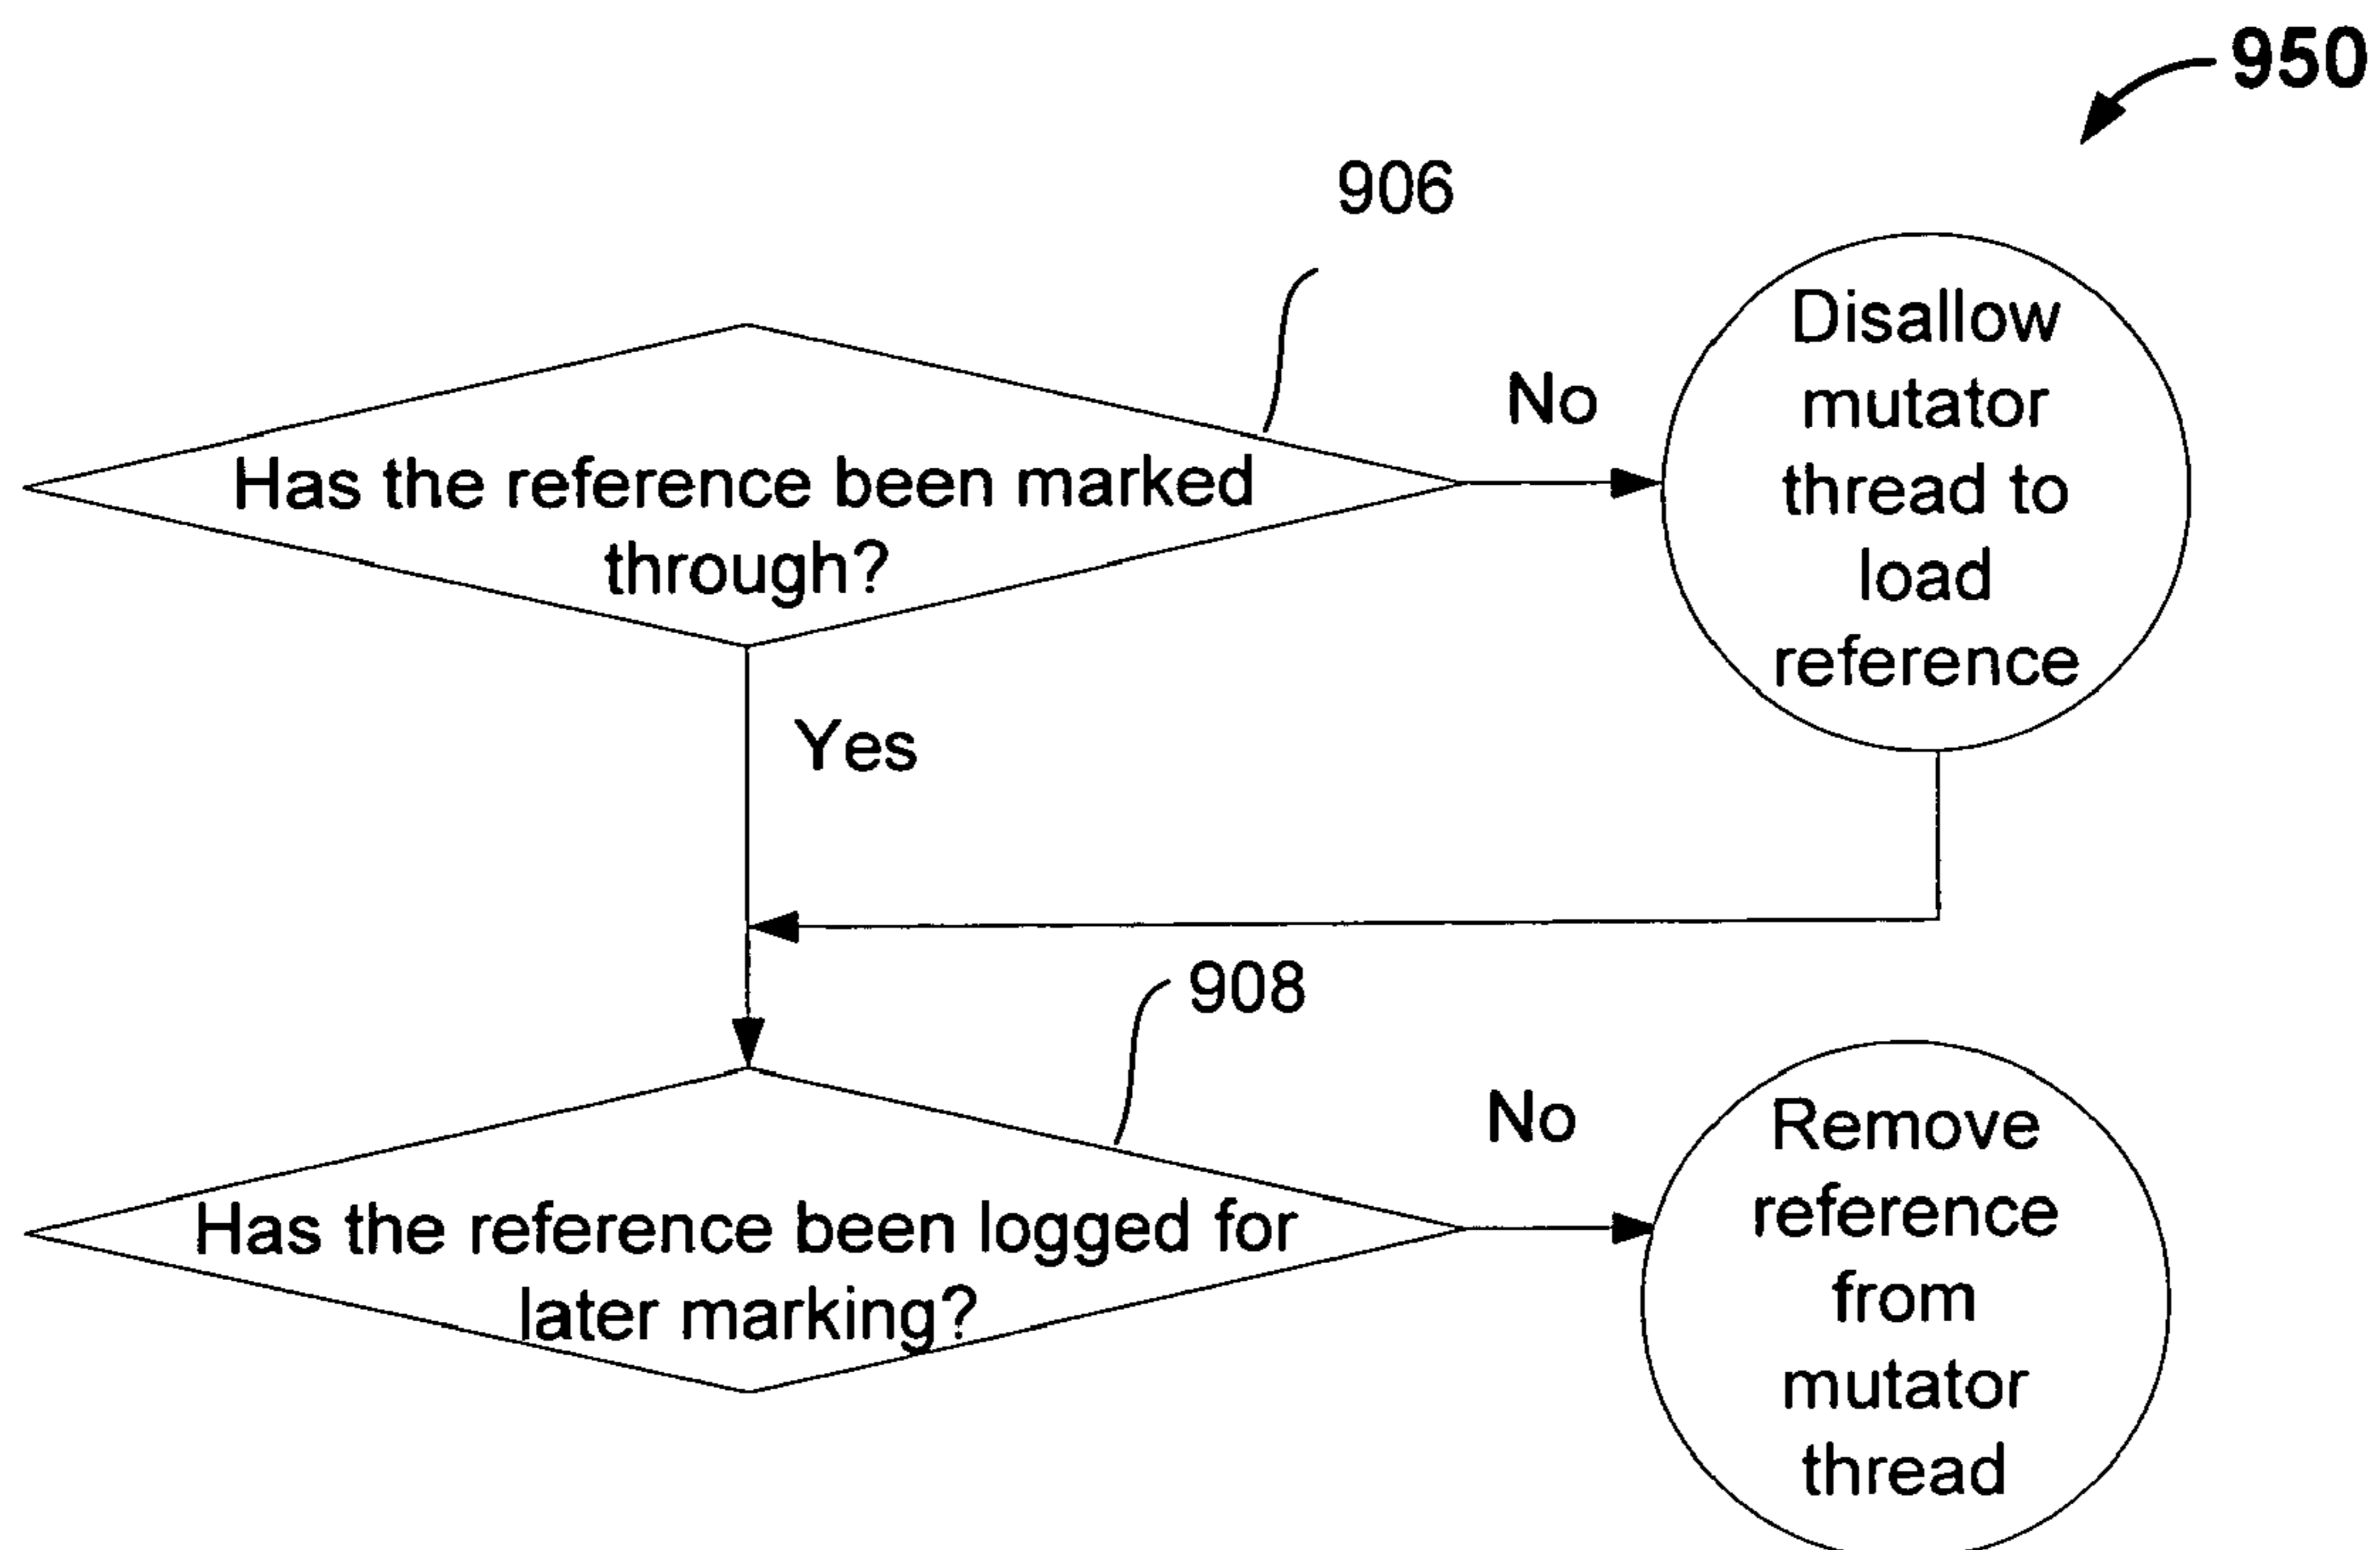 950
906
Has the reference been marked
through?
No
Disallow
mutator
thread to
load
reference
Yes
908
Has the reference been logged for
later marking?
No
Remove
reference
from
mutator
thread